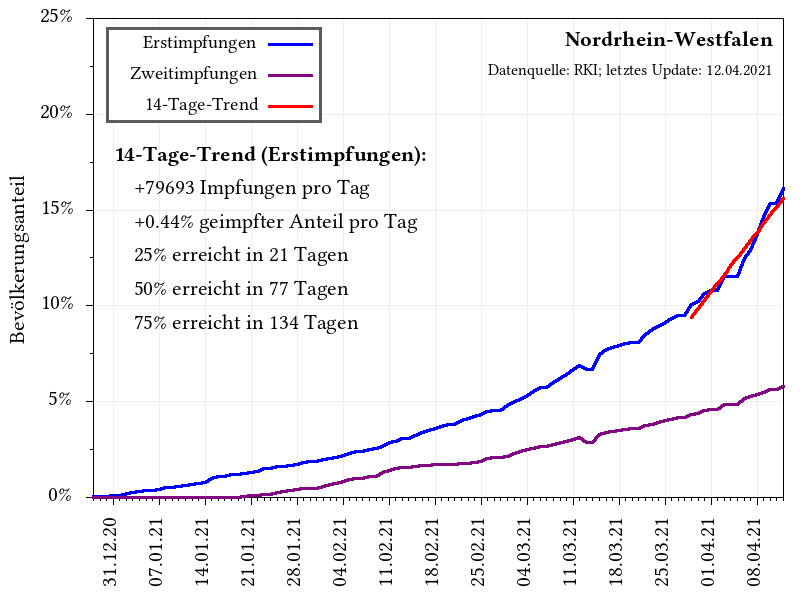 25%
20%
15%
10%
5%
0%
Bevölkerungsanteil
Erstimpfungen
Zweitimpfungen
14-Tage-Trend
Nordrhein-Westfalen
Datenquelle: RKI; letztes Update: 12.04.2021
14-Tage-Trend (Erstimpfungen):
+79693 Impfungen pro Tag
+0.44% geimpfter Anteil pro Tag
25% erreicht in 21 Tagen
50% erreicht in 77 Tagen
75% erreicht in 134 Tagen
31.12.20
07.01.21
14.01.21
21.01.21
28.01.21
04.02.21
11.02.21
18.02.21
25.02.21
04.03.21
11.03.21
18.03.21
25.03.21
01.04.21
08.04.21